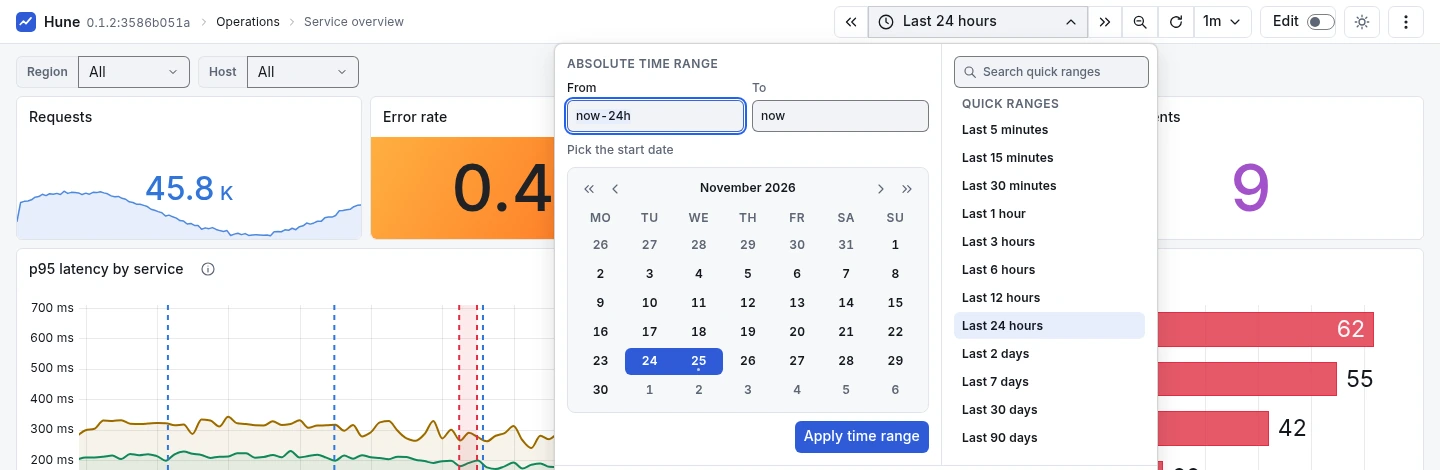 Hune 0.1.2:3586b051a Operations Service overview Last 24 hours 1m Edit
Region All Host All
ABSOLUTE TIME RANGE
From To
now-24h now
Pick the start date
November 2026
MO TU WE TH FR SA SU
26 27 28 29 30 31 1
2 3 4 5 6 7 8
9 10 11 12 13 14 15
16 17 18 19 20 21 22
23 24 25 26 27 28 29
30 1 2 3 4 5 6
Apply time range
Search quick ranges
QUICK RANGES
Last 5 minutes
Last 15 minutes
Last 30 minutes
Last 1 hour
Last 3 hours
Last 6 hours
Last 12 hours
Last 24 hours
Last 2 days
Last 7 days
Last 30 days
Last 90 days
Requests
45.8 K
Error rate
0.4
nts
9
p95 latency by service
700 ms
600 ms
500 ms
400 ms
300 ms
200 ms
62
55
42